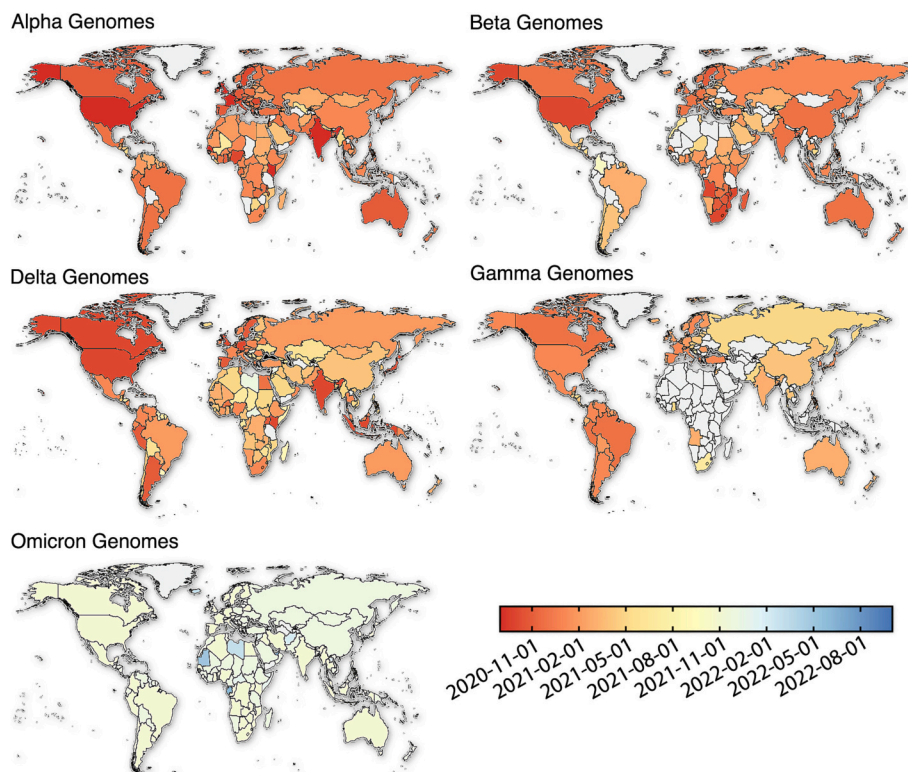 Alpha Genomes
Beta Genomes
Delta Genomes
Gamma Genomes
Omicron Genomes
2020-11-01
2021-02-01
2021-05-01
2021-08-01
2021-11-01
2022-02-01
2022-05-01
2022-08-01